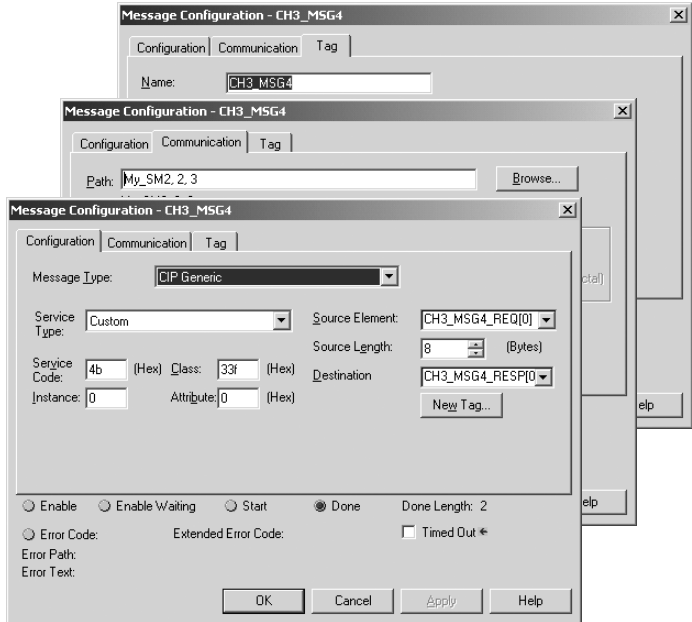 Message Configuration - CH3_MSG4
Configuration Communication Tag
Name: CH3_MSG4
Message Configuration - CH3_MSG4
Configuration Communication Tag
Path: My_SM2, 2, 3 Browse...
Message Configuration - CH3_MSG4
Configuration Communication Tag
ctal)
Message Type: CIP Generic
Service Type: Custom
Source Element: CH3_MSG4_REQ[0]
Source Length: 8 (Bytes)
Service Code: 4b (Hex) Class: 33f (Hex)
Destination CH3_MSG4_RESP[0
Instance: 0 Attribute: 0 (Hex)
New Tag...
elp
Enable Enable Waiting Start Done Done Length: 2
elp
Error Code: Extended Error Code: Timed Out
Error Path:
Error Text:
OK Cancel Apply Help